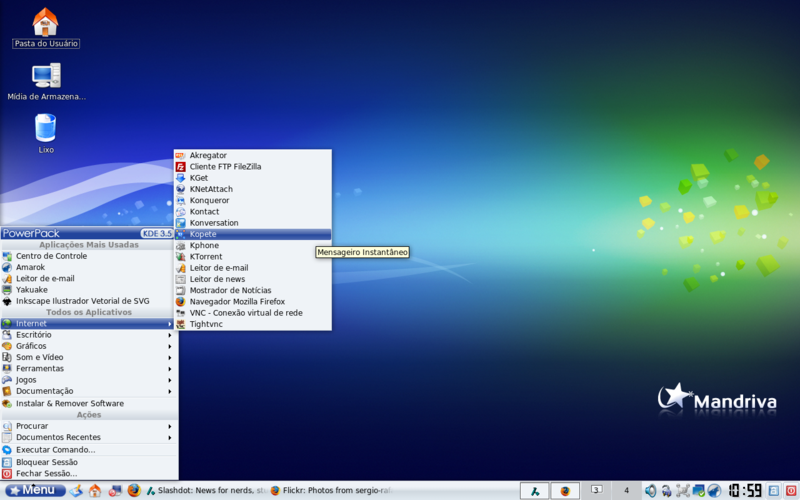 Pasta do Usuário
Mídia de Armazena...
Lixo
PowerPack KDE 3.5
Aplicações Mais Usadas
Centro de Controle
Amarok
Leitor de e-mail
Yakuake
Inkscape Ilustrador Vetorial de SVG
Todos os Aplicativos
Internet
Escritório
Gráficos
Som e Vídeo
Ferramentas
Jogos
Documentação
Instalar & Remover Software
Ações
Procurar
Documentos Recentes
Executar Comando...
Bloquear Sessão
Fechar Sessão...
Akregator
Cliente FTP FileZilla
KGet
KNetAttach
Konqueror
Kontact
Konversation
Kopete
Kphone
KTorrent
Leitor de e-mail
Leitor de news
Mostrador de Notícias
Navegador Mozilla Firefox
VNC - Conexão virtual de rede
Tightvnc
Mensageiro Instantâneo
Mandriva
Menu
Slashdot: News for nerds, stu
Flickr: Photos from sergio-raf
3
4
10:59